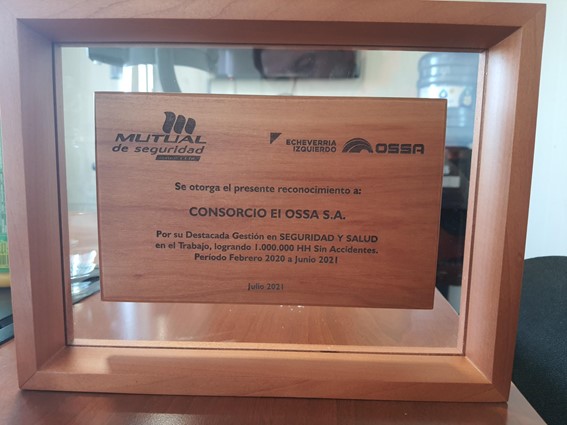 MUTUAL
de seguridad
ECHEVERRIA
IZQUIERDO
OSSA
Se otorga el presente reconocimiento a:
CONSORCIO EI OSSA S.A.
Por su Destacada Gestión en SEGURIDAD Y SALUD
en el Trabajo, logrando 1.000.000 HH Sin Accidentes.
Periodo Febrero 2020 a Junio 2021
Julio 2021